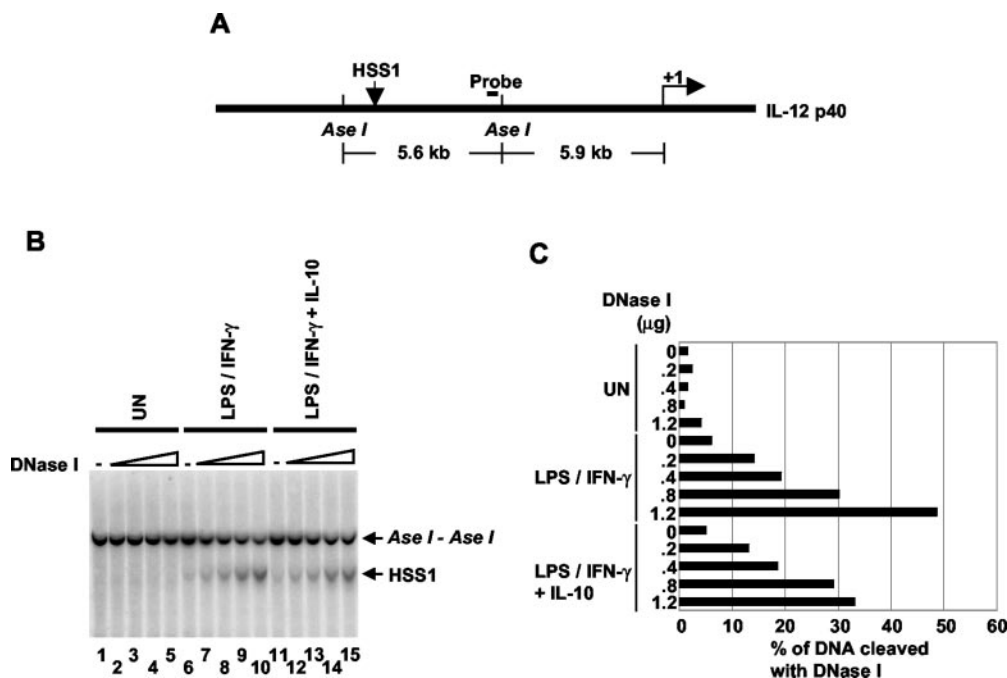 A
HSS1
Probe
+1
IL-12 p40
Ase I
Ase I
5.6 kb
5.9 kb
B
UN
LPS / IFN-γ
LPS / IFN-γ + IL-10
DNase I
-
-
-
Ase I - Ase I
HSS1
1 2 3 4 5 6 7 8 9 10 11 12 13 14 15
C
DNase I
(μg)
UN
0
.2
.4
.8
1.2
LPS / IFN-γ
0
.2
.4
.8
1.2
LPS / IFN-γ
+ IL-10
0
.2
.4
.8
1.2
0 10 20 30 40 50 60
% of DNA cleaved
with DNase I